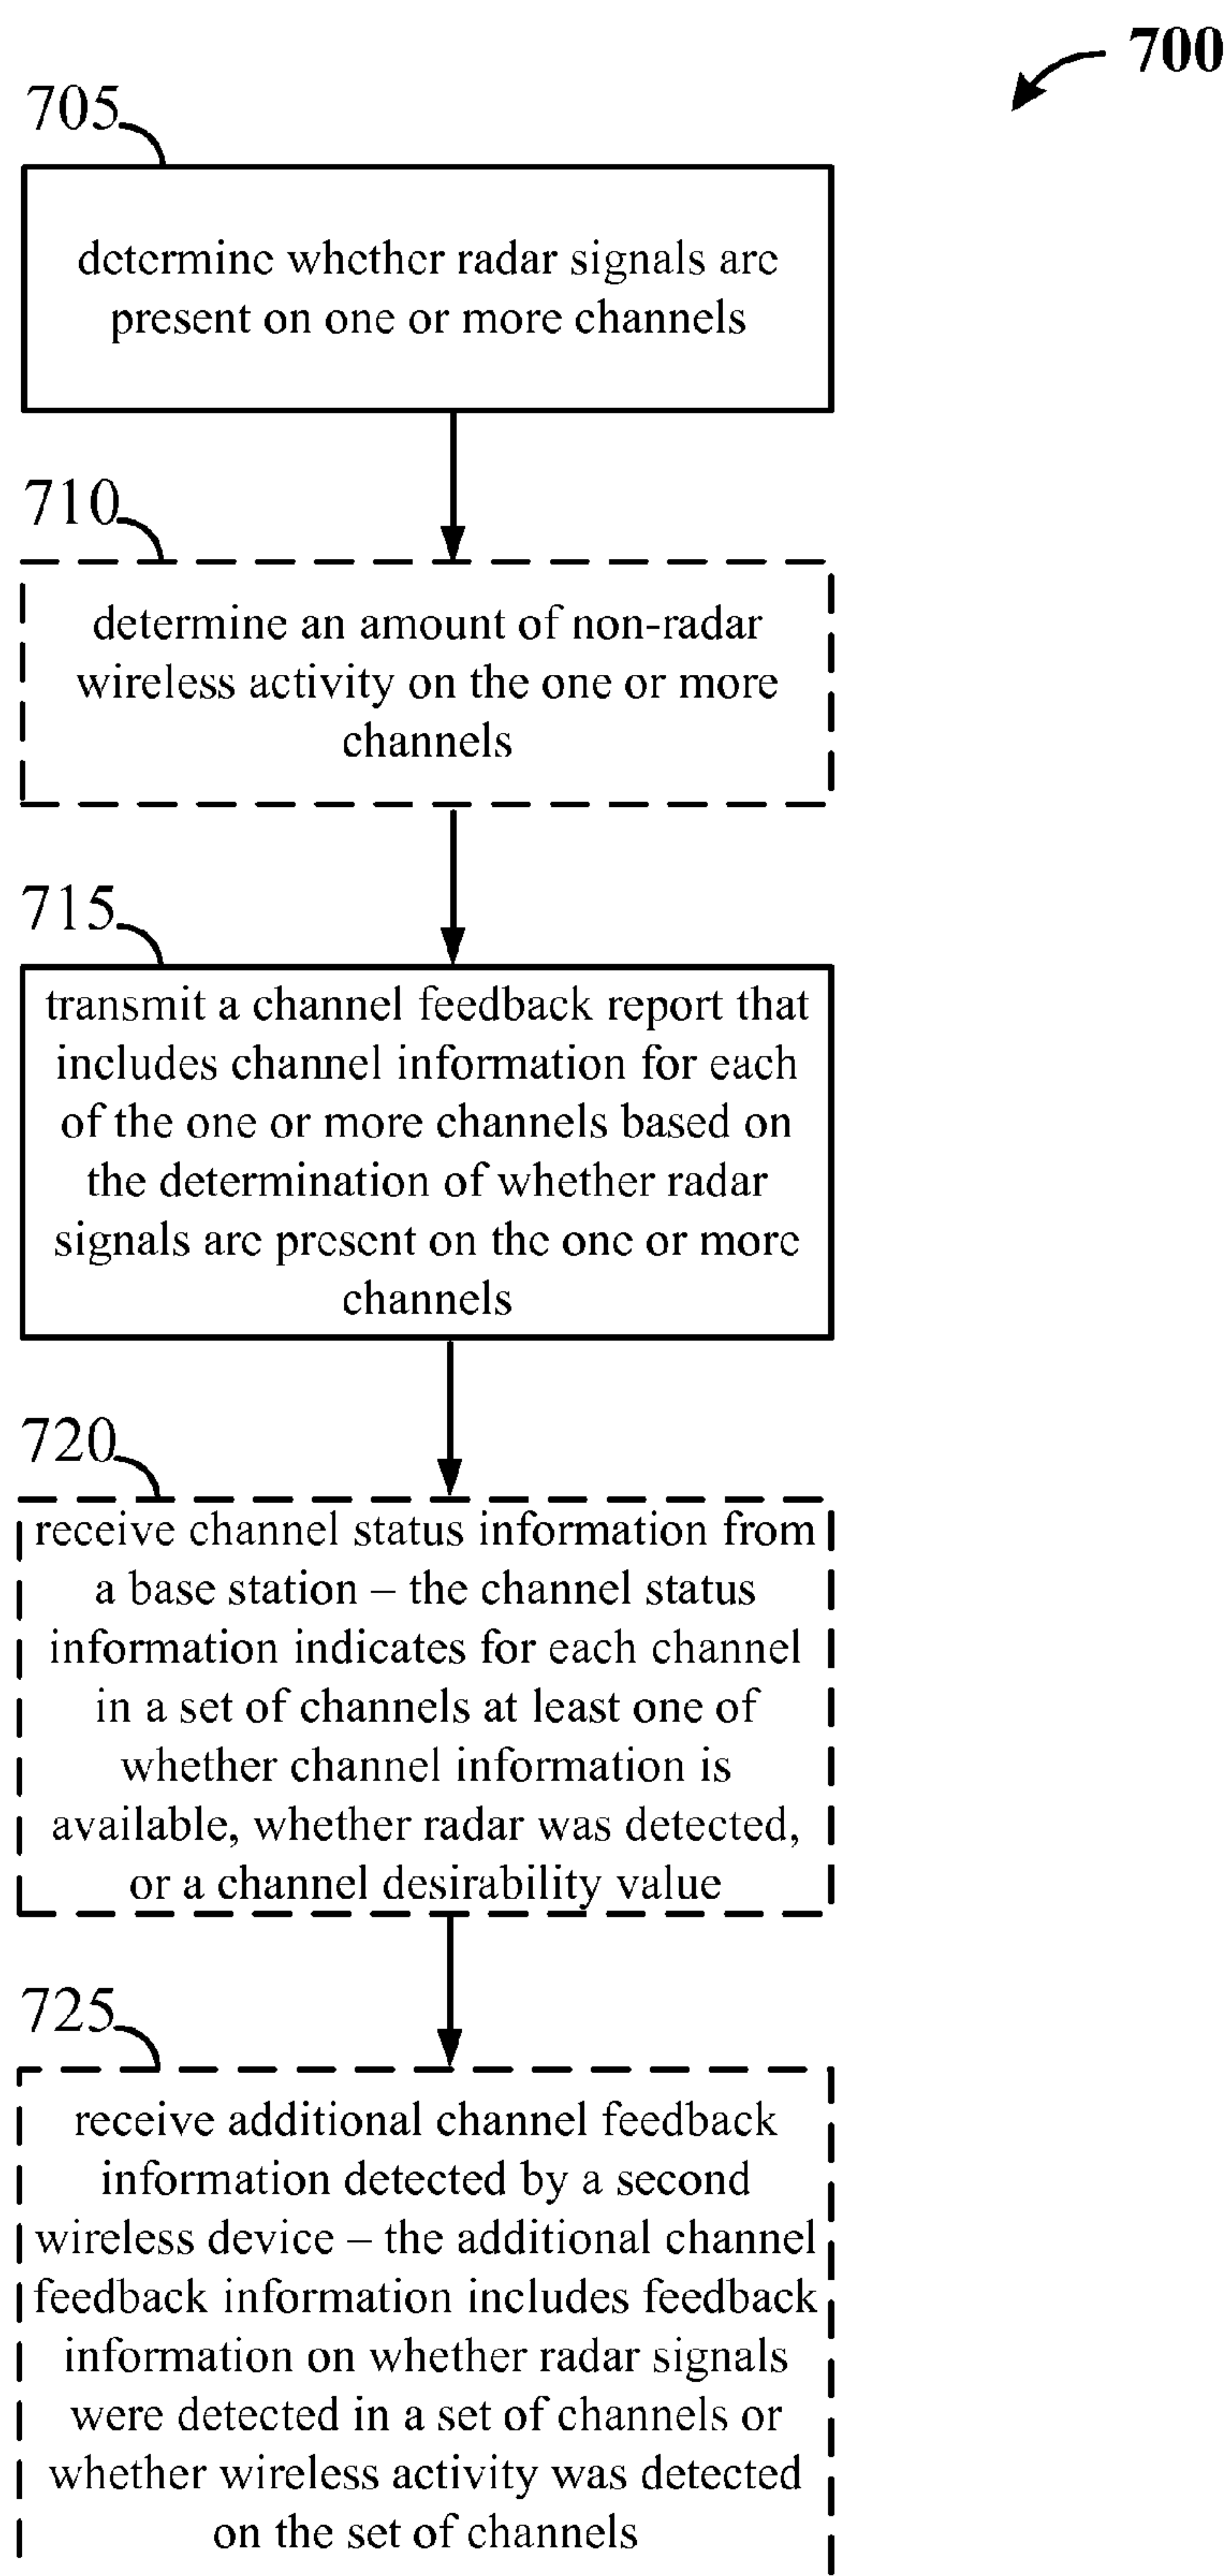 700
705
determine whether radar signals are
present on one or more channels
710
determine an amount of non-radar
wireless activity on the one or more
channels
715
transmit a channel feedback report that
includes channel information for each
of the one or more channels based on
the determination of whether radar
signals are present on the one or more
channels
720
receive channel status information from
a base station – the channel status
information indicates for each channel
in a set of channels at least one of
whether channel information is
available, whether radar was detected,
or a channel desirability value
725
receive additional channel feedback
information detected by a second
wireless device – the additional channel
feedback information includes feedback
information on whether radar signals
were detected in a set of channels or
whether wireless activity was detected
on the set of channels